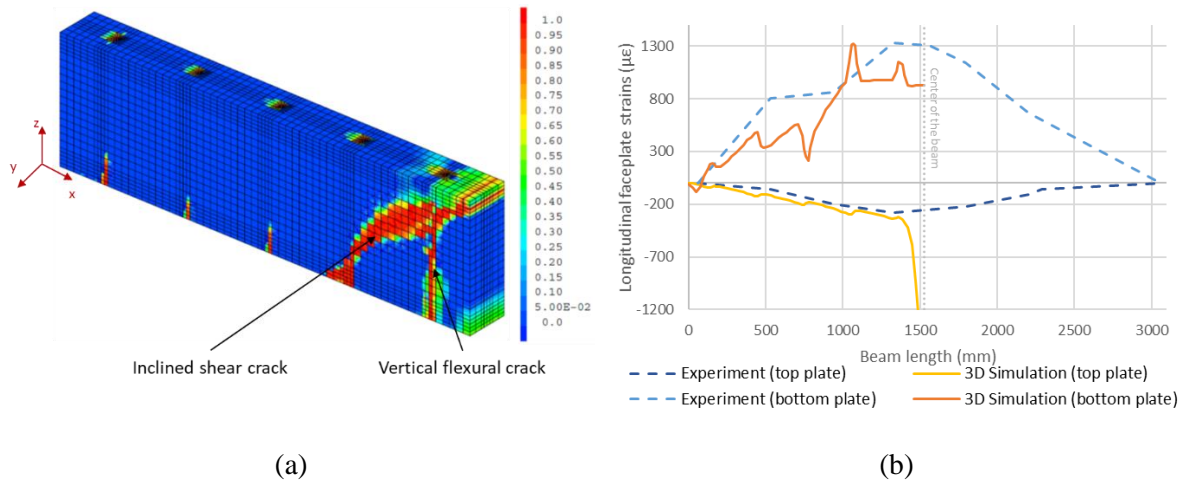 1.0
0.95
0.90
0.85
0.80
0.75
0.70
0.65
0.60
0.55
0.50
0.45
0.40
0.35
0.30
0.25
0.20
0.15
0.10
5.00E-02
0.0
z
y
x
Inclined shear crack
Vertical flexural crack
(a)
Longitudinal faceplate strains (με)
1300
800
300
-200
-700
-1200
Center of the beam
0 500 1000 1500 2000 2500 3000
Beam length (mm)
Experiment (top plate) 3D Simulation (top plate)
Experiment (bottom plate) 3D Simulation (bottom plate)
(b)